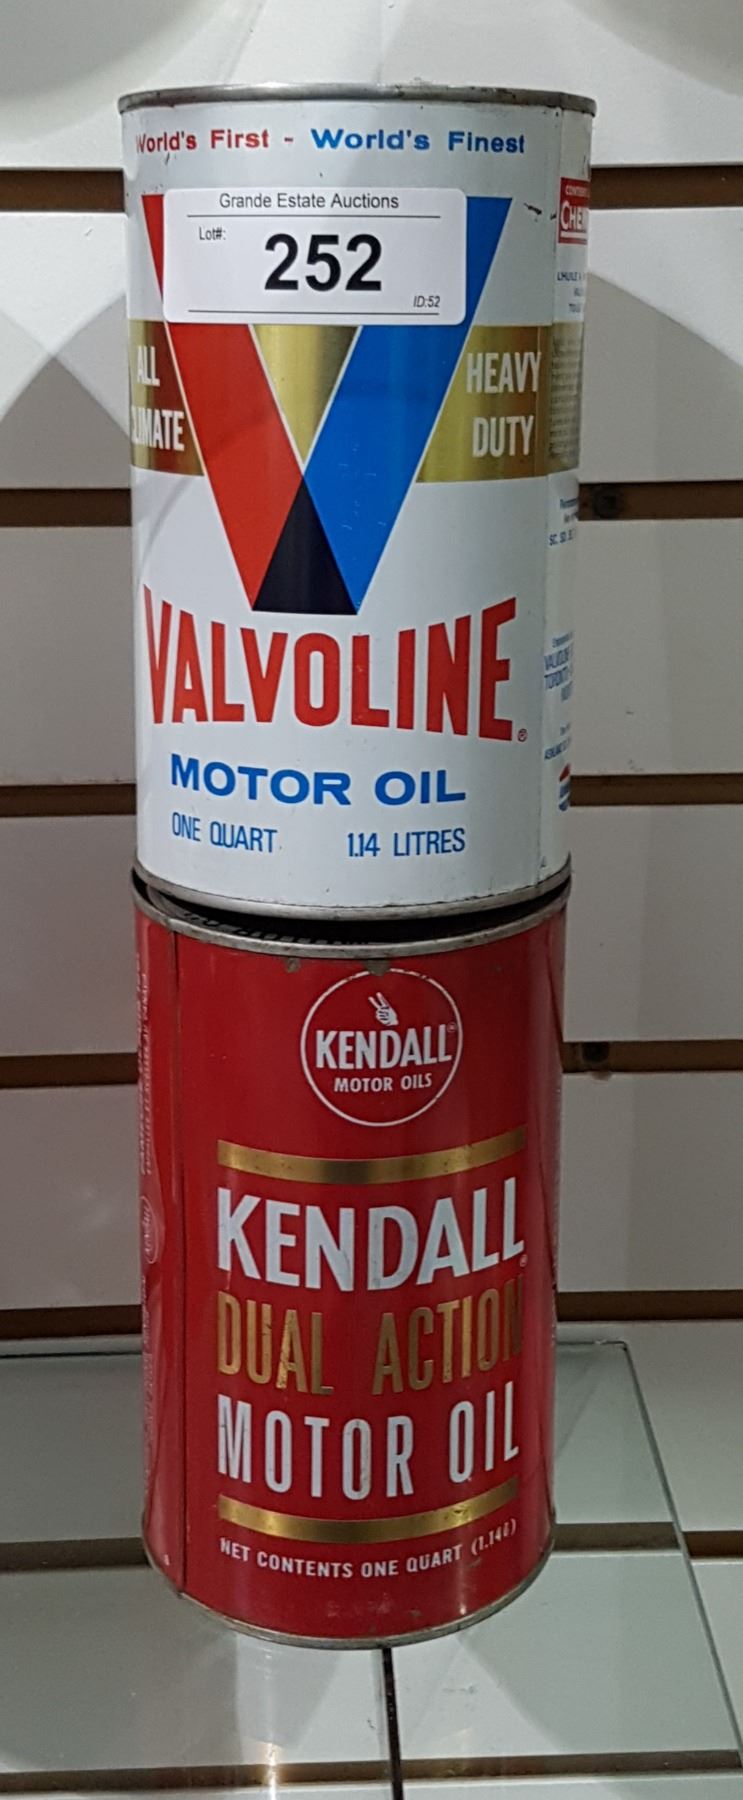 World's First - World's Finest
Grande Estate Auctions
Lot#:
252
ID:52
ALL
HEAVY
DUTY
VALVOLINE®
MOTOR OIL
ONE QUART 1.14 LITRES
KENDALL®
MOTOR OILS
KENDALL®
DUAL ACTION
MOTOR OIL
NET CONTENTS ONE QUART